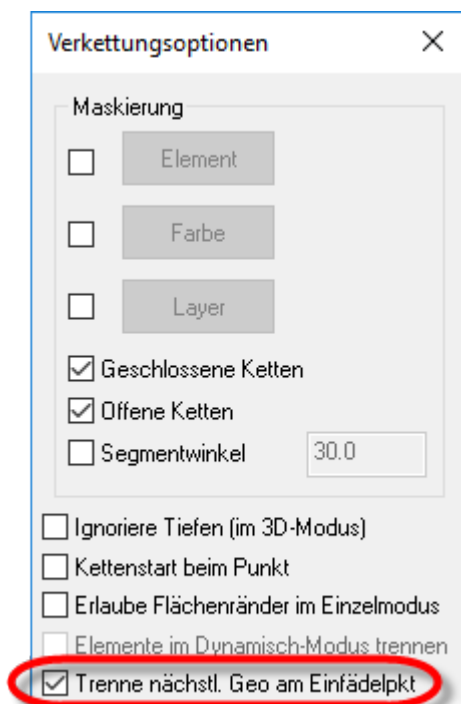 Verkettungsoptionen
Maskierung
Element
Farbe
Layer
Geschlossene Ketten
Offene Ketten
Segmentwinkel 30.0
Ignoriere Tiefen (im 3D-Modus)
Kettenstart beim Punkt
Erlaube Flächenränder im Einzelmodus
Elemente im Dynamisch-Modus trennen
Trenne nächstl. Geo am Einfädelpkt